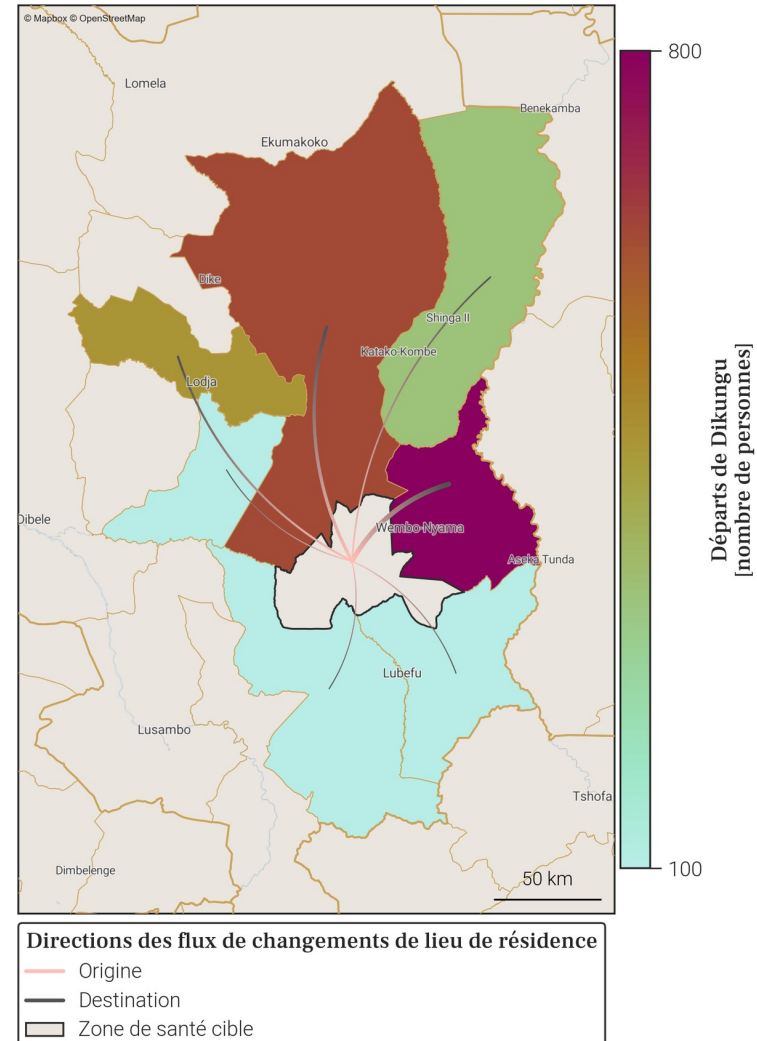 © Mapbox © OpenStreetMap
Lomela
Benekamba
Ekumakoko
Dike
Shinga II
Katako-Kombe
Lodja
Dibele
Wembo-Nyama
Aseka Tunda
Lubefu
Lusambo
Tshofa
Dimbelenge
50 km
800
100
Départs de Dikungu
[nombre de personnes]
Directions des flux de changements de lieu de résidence
Origine
Destination
Zone de santé cible